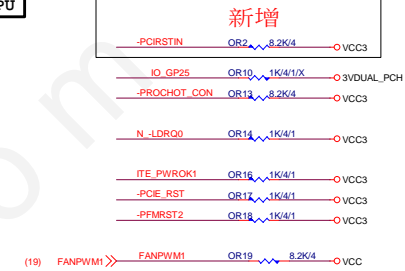 PU
新增
-PCIRSTIN OR2 8.2K/4 VCC3
IO_GP25 OR10 1K/4/1/X 3VDUAL_PCH
-PROCHOT_CON OR13 8.2K/4 VCC3
N_-LDRQ0 OR14 1K/4/1 VCC3
ITE_PWROK1 OR16 1K/4/1 VCC3
-PCIE_RST OR17 1K/4/1 VCC3
-PFMRST2 OR18 1K/4/1 VCC3
(19) FANPWM1 FANPWM1 OR19 8.2K/4 VCC